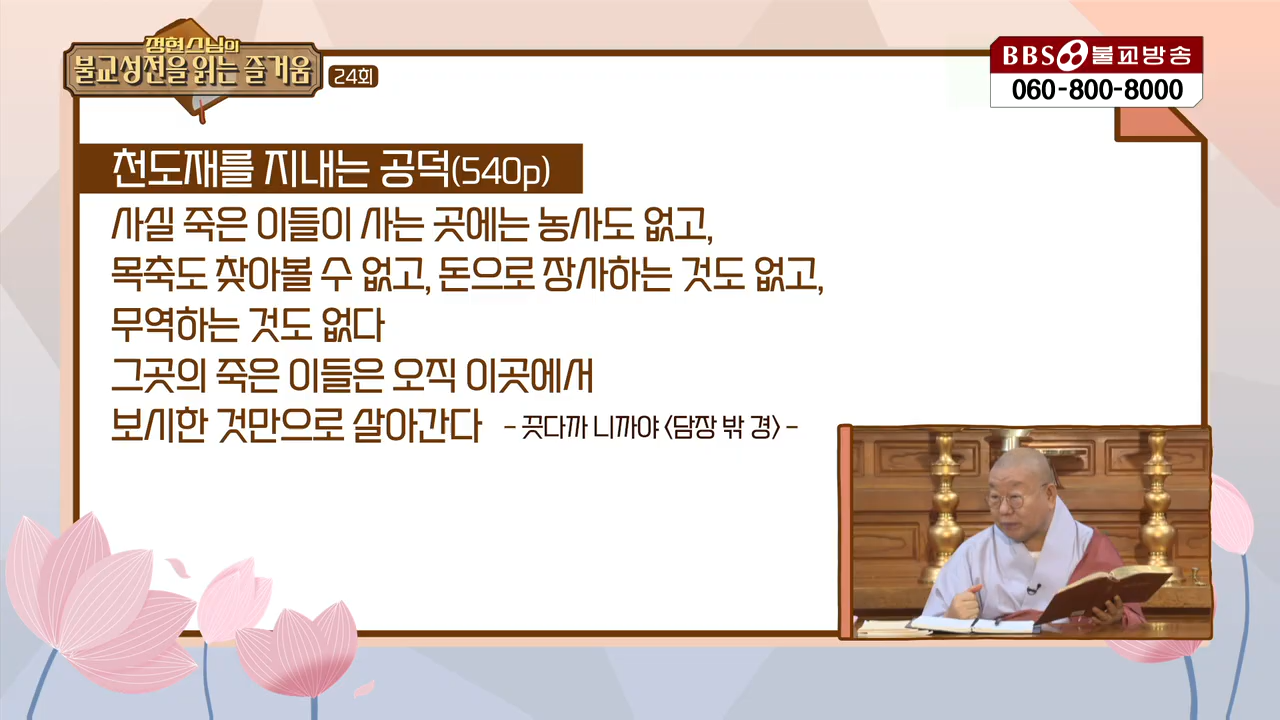 정현스님의
불교성전을 읽는 즐거움
24회
BBS 불교방송
060-800-8000
천도재를 지내는 공덕(540p)
사실 죽은 이들이 사는 곳에는 농사도 없고,
목축도 찾아볼 수 없고, 돈으로 장사하는 것도 없고,
무역하는 것도 없다
그곳의 죽은 이들은 오직 이곳에서
보시한 것만으로 살아간다 - 끗다까 니까야 〈담장 밖 경〉 -